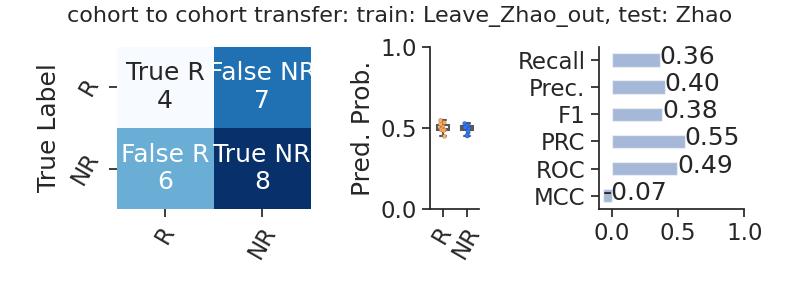 cohort to cohort transfer: train: Leave_Zhao_out, test: Zhao
True Label
R
NR
True R
4
False NR
7
False R
6
True NR
8
R
NR
Pred. Prob.
1.0
0.5
0.0
R
NR
Recall
0.36
Prec.
0.40
F1
0.38
PRC
0.55
ROC
0.49
MCC
-0.07
0.0
0.5
1.0